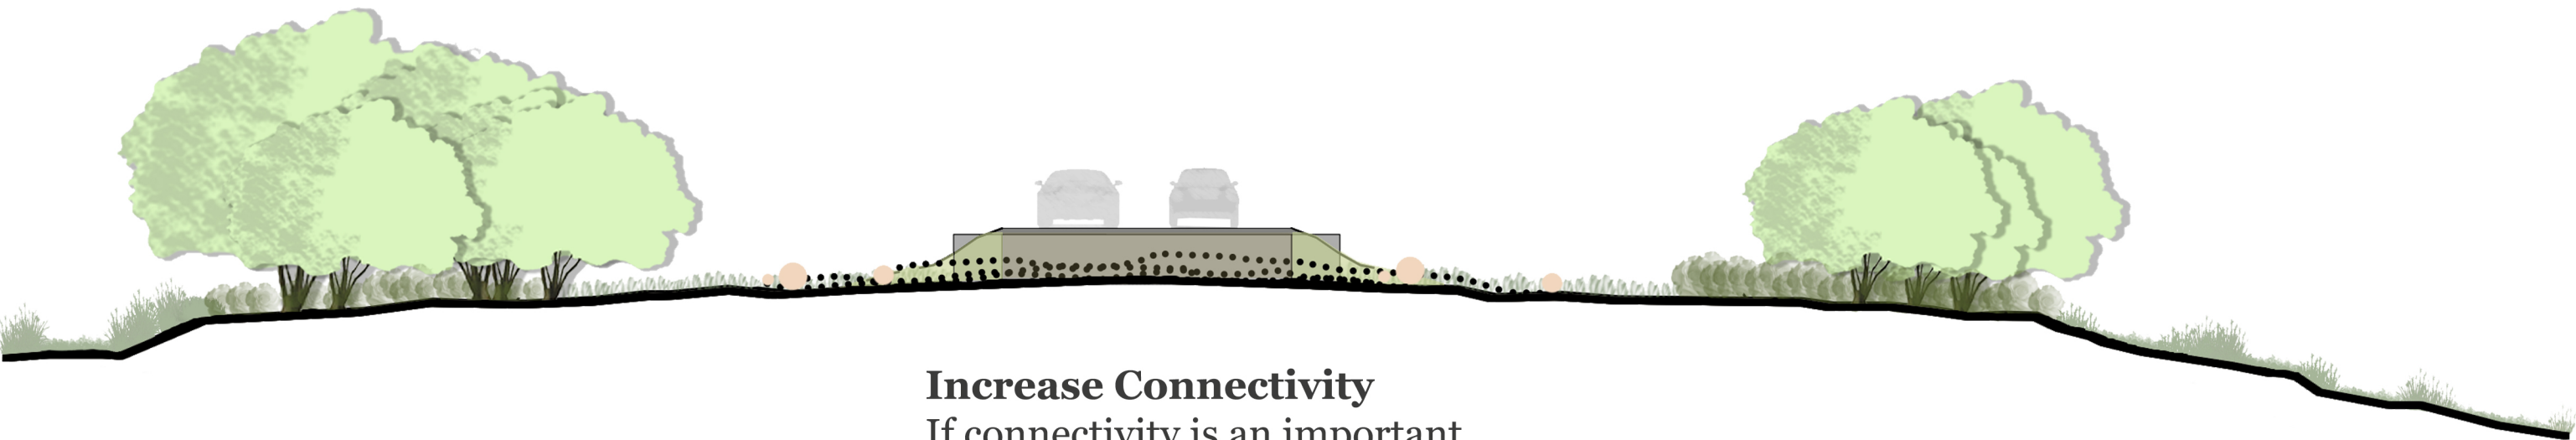 Increase Connectivity
If connectivity is an important